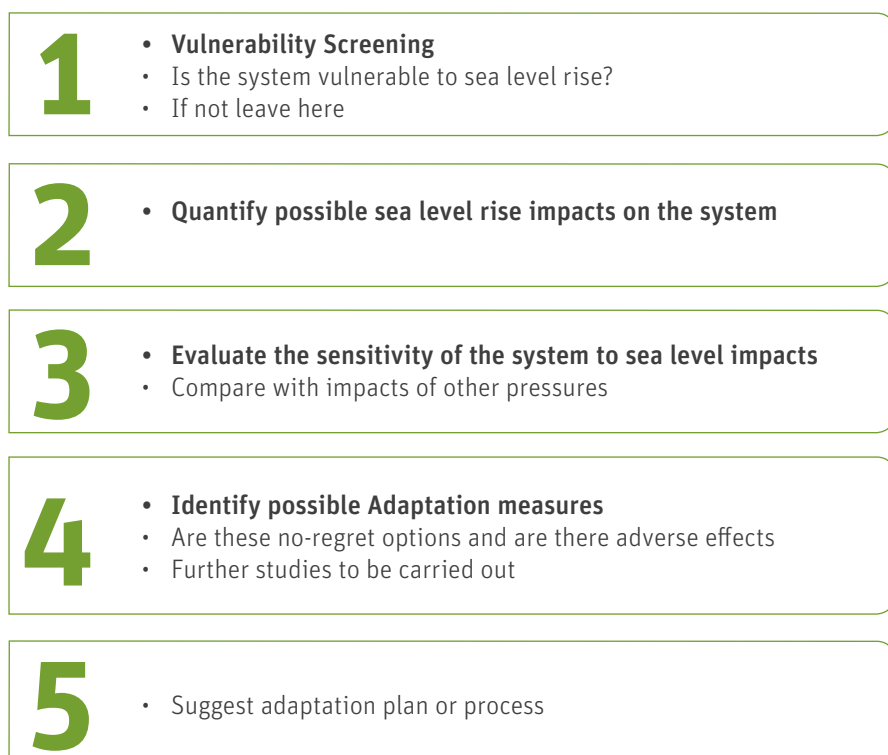 1
• Vulnerability Screening
• Is the system vulnerable to sea level rise?
• If not leave here
2
• Quantify possible sea level rise impacts on the system
3
• Evaluate the sensitivity of the system to sea level impacts
• Compare with impacts of other pressures
4
• Identify possible Adaptation measures
• Are these no-regret options and are there adverse effects
• Further studies to be carried out
5
• Suggest adaptation plan or process